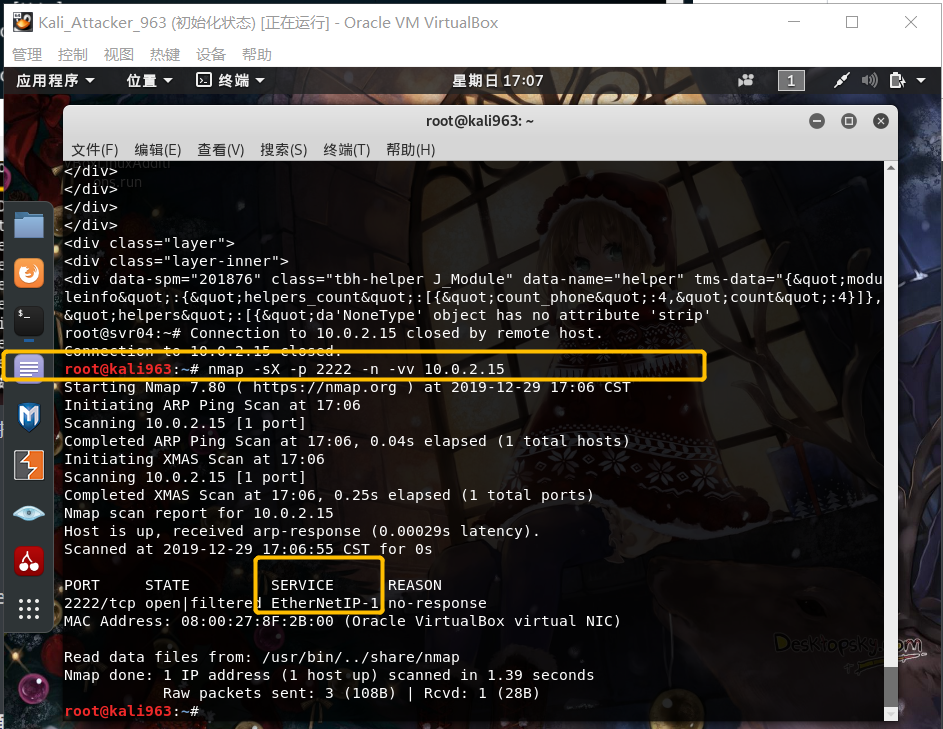 Kali_Attacker_963 (初始化状态) [正在运行] - Oracle VM VirtualBox
管理 控制 视图 热键 设备 帮助
应用程序 位置 终端 星期日 17:07 1
root@kali963: ~
文件(F) 编辑(E) 查看(V) 搜索(S) 终端(T) 帮助(H)
</div>
ons.run
</div>
</div>
</div>
<div class="layer">
<div class="layer-inner">
<div data-spm="201876" class="tbh-helper J_Module" data-name="helper" tms-data="{&quot;modu
leinfo&quot;:{&quot;helpers_count&quot;:[{&quot;count_phone&quot;:4,&quot;count&quot;:4}]},
&quot;helpers&quot;:[{&quot;da'NoneType' object has no attribute 'strip'
root@svr04:~# Connection to 10.0.2.15 closed by remote host.
Connection to 10.0.2.15 closed.
root@kali963:~# nmap -sX -p 2222 -n -vv 10.0.2.15
Starting Nmap 7.80 ( https://nmap.org ) at 2019-12-29 17:06 CST
Initiating ARP Ping Scan at 17:06
Scanning 10.0.2.15 [1 port]
Completed ARP Ping Scan at 17:06, 0.04s elapsed (1 total hosts)
Initiating XMAS Scan at 17:06
Scanning 10.0.2.15 [1 port]
Completed XMAS Scan at 17:06, 0.25s elapsed (1 total ports)
Nmap scan report for 10.0.2.15
Host is up, received arp-response (0.00029s latency).
Scanned at 2019-12-29 17:06:55 CST for 0s
PORT STATE SERVICE REASON
2222/tcp open|filtered EtherNetIP-1 no-response
MAC Address: 08:00:27:8F:2B:00 (Oracle VirtualBox virtual NIC)
Desktopsky.com
Read data files from: /usr/bin/../share/nmap
Nmap done: 1 IP address (1 host up) scanned in 1.39 seconds
Raw packets sent: 3 (108B) | Rcvd: 1 (28B)
root@kali963:~#